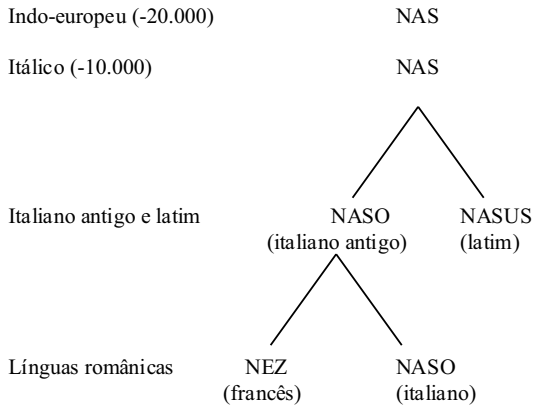 Indo-europeu (-20.000) NAS
Itálico (-10.000) NAS
Italiano antigo e latim NASO NASUS
(italiano antigo) (latim)
Línguas românicas NEZ NASO
(francês) (italiano)